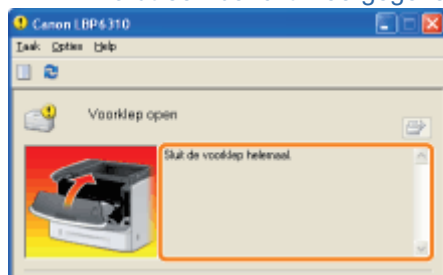 Canon LBP6310
Taak Opties Help
Voorklep open
Sluit de voorklep helemaal.